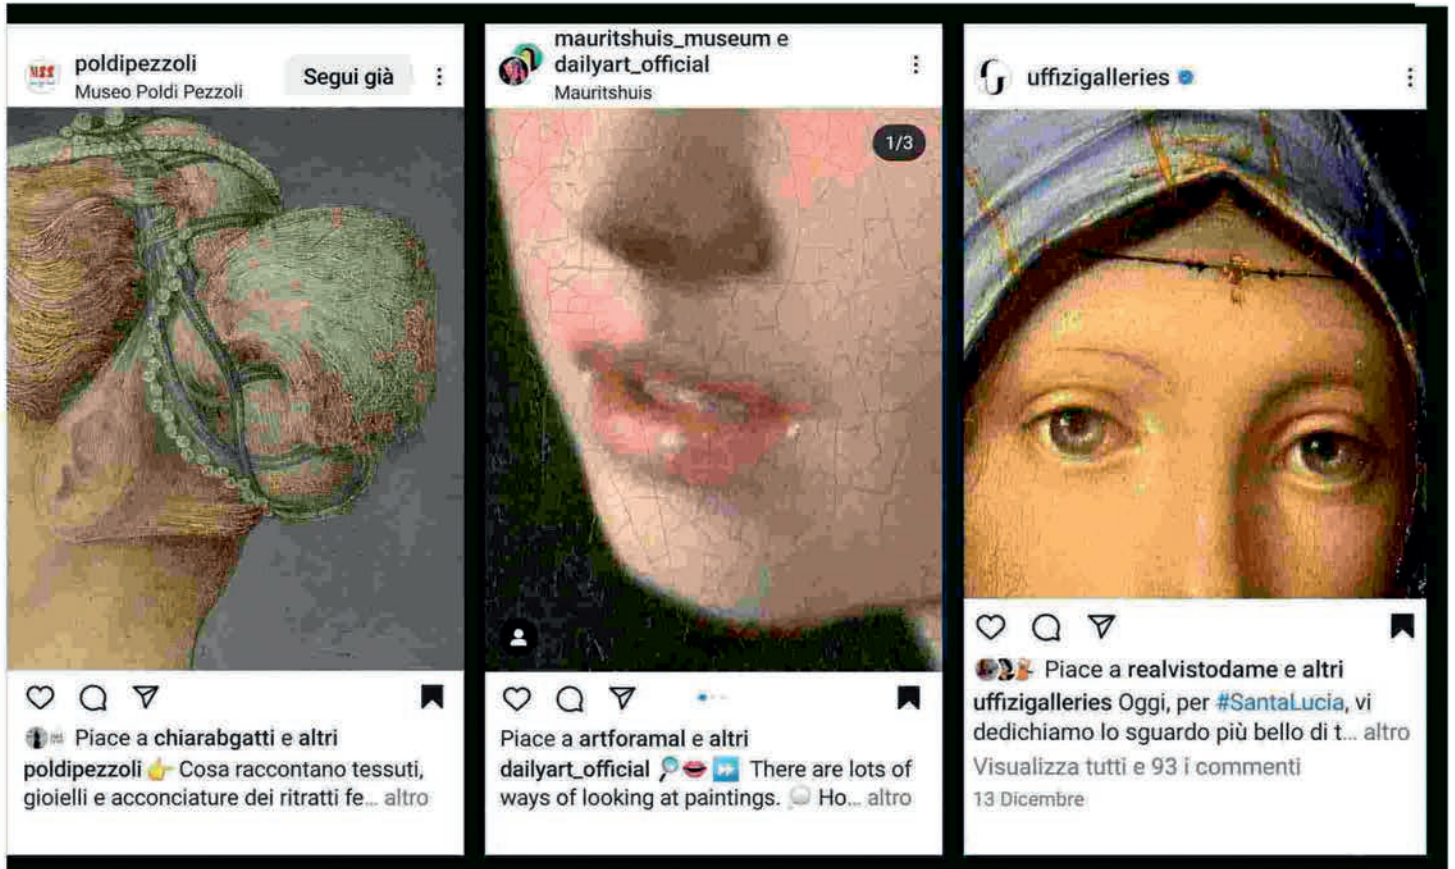 poldipezzoli
Museo Poldi Pezzoli
Segui già
Piace a chiarabgatti e altri
poldipezzoli 👉 Cosa raccontano tessuti,
gioielli e acconciature dei ritratti fe... altro
mauritshuis_museum e
dailyart_official
Mauritshuis
1/3
Piace a artforamal e altri
dailyart_official 🔎👄⏩ There are lots of
ways of looking at paintings. 💭 Ho... altro
uffizigalleries
Piace a realvistodame e altri
uffizigalleries Oggi, per #SantaLucia, vi
dedichiamo lo sguardo più bello di t... altro
Visualizza tutti e 93 i commenti
13 Dicembre